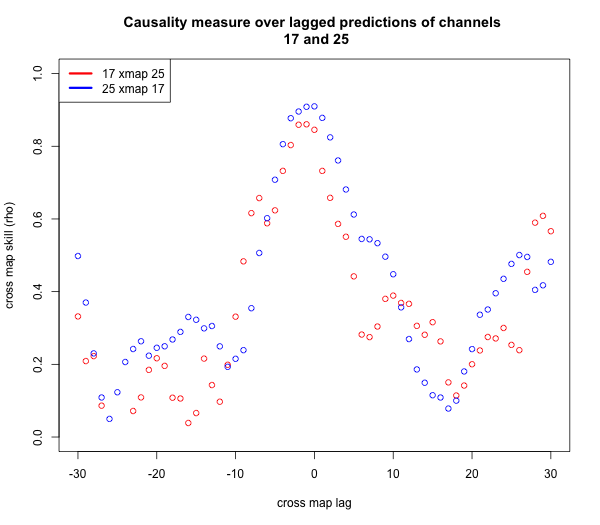 Causality measure over lagged predictions of channels
17 and 25
17 xmap 25
25 xmap 17
cross map skill (rho)
1.0
0.8
0.6
0.4
0.2
0.0
-30 -20 -10 0 10 20 30
cross map lag